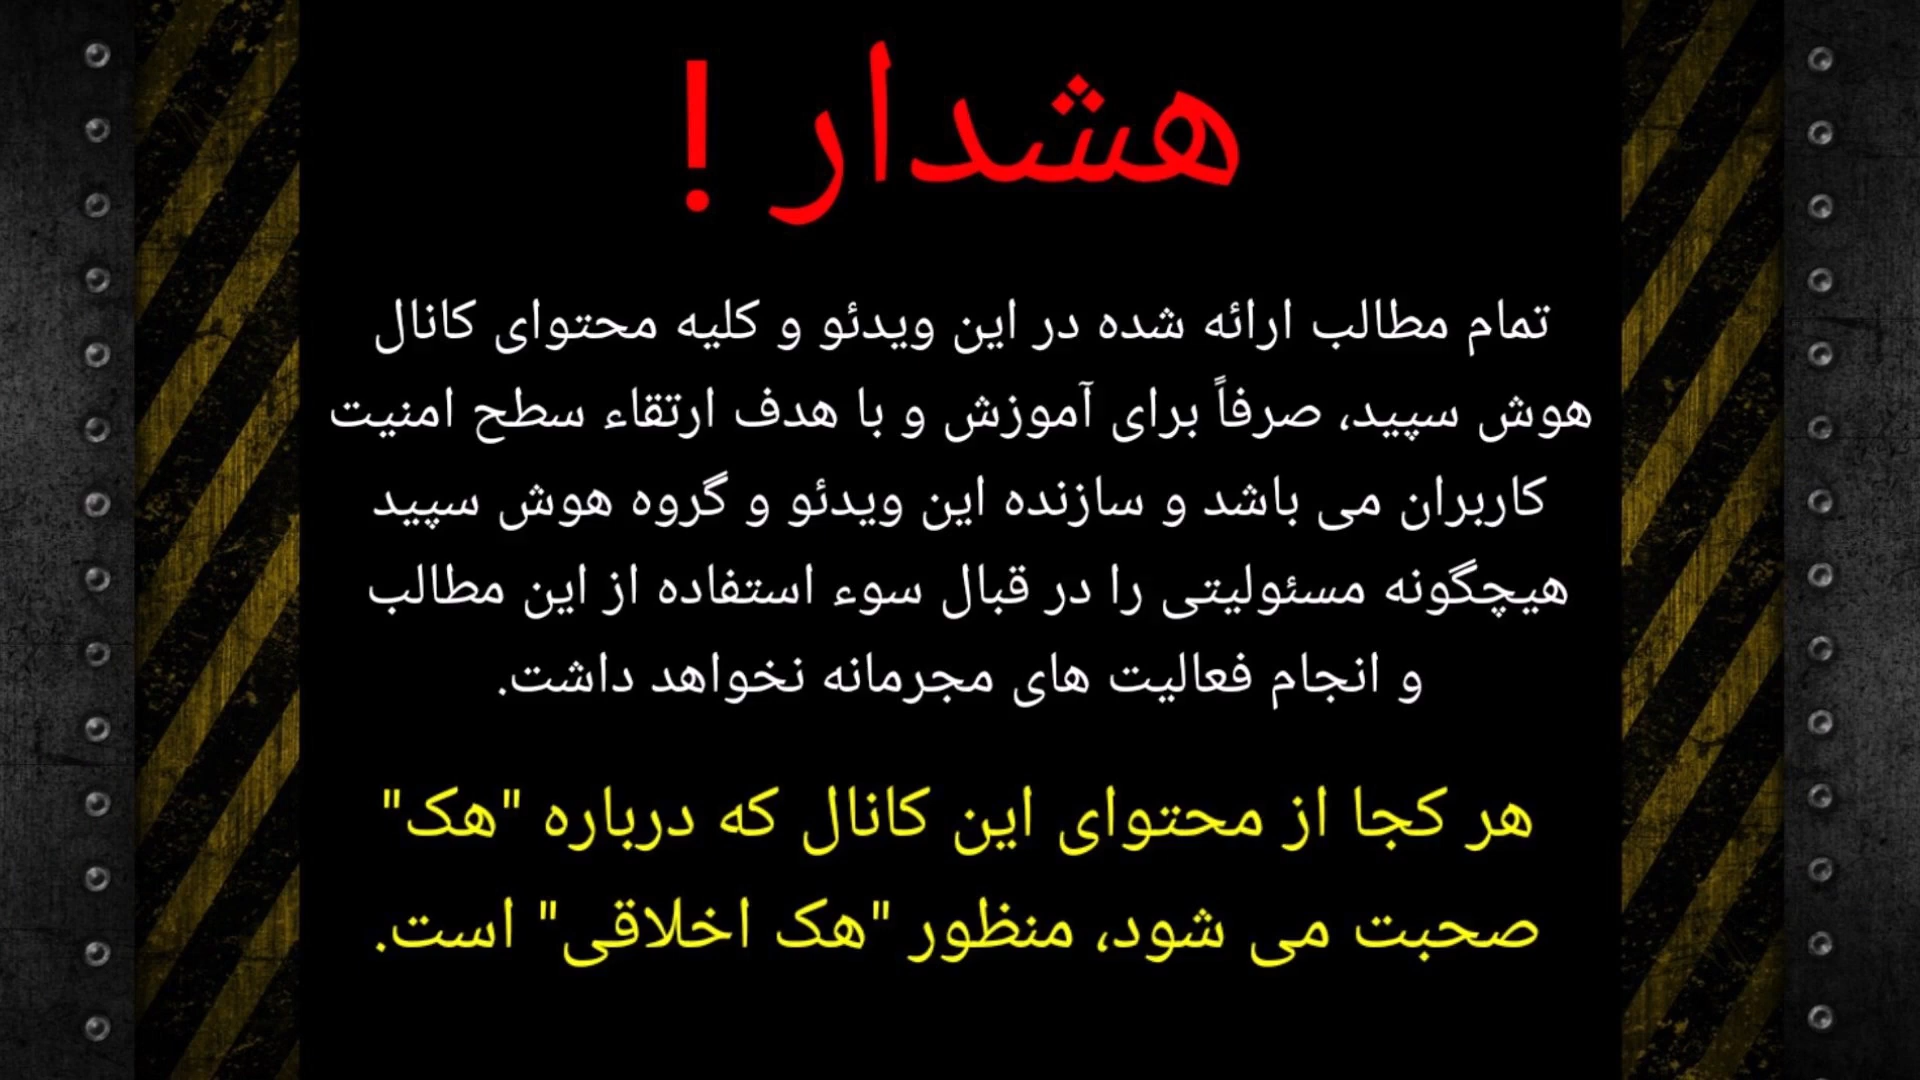 هشدار !
تمام مطالب ارائه شده در این ویدئو و کلیه محتوای کانال
هوش سپید، صرفاً برای آموزش و با هدف ارتقاء سطح امنیت
کاربران می باشد و سازنده این ویدئو و گروه هوش سپید
هیچگونه مسئولیتی را در قبال سوء استفاده از این مطالب
و انجام فعالیت های مجرمانه نخواهد داشت.
هر کجا از محتوای این کانال که درباره "هک"
صحبت می شود، منظور "هک اخلاقی" است.